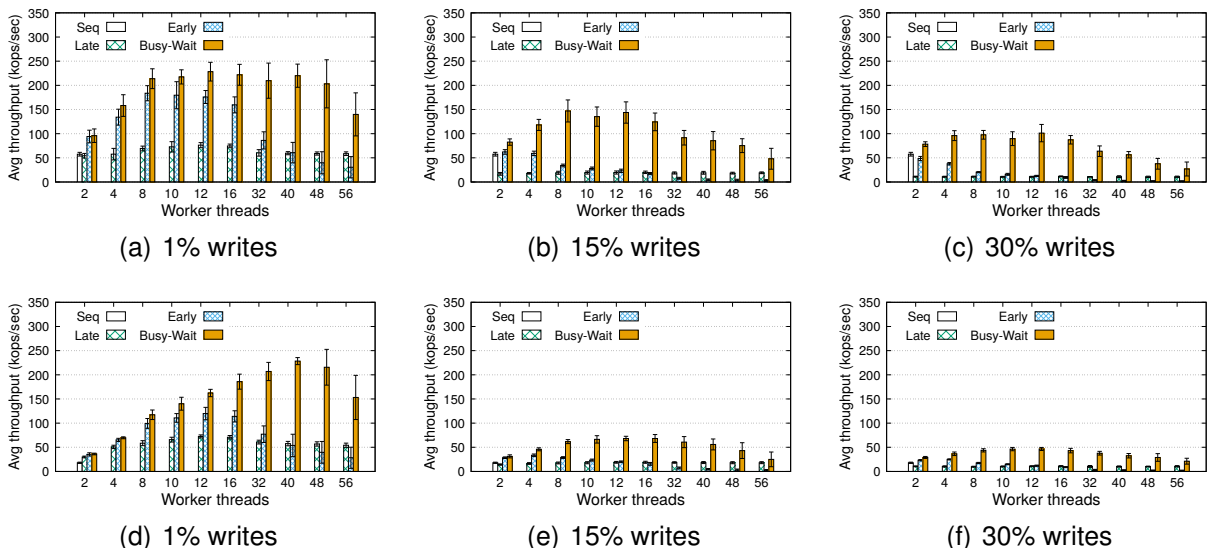 Avg throughput (kops/sec)
350
300
250
200
150
100
50
0
Seq
Late
Early
Busy-Wait
2 4 8 10 12 16 32 40 48 56
Worker threads
(a) 1% writes
Avg throughput (kops/sec)
350
300
250
200
150
100
50
0
Seq
Late
Early
Busy-Wait
2 4 8 10 12 16 32 40 48 56
Worker threads
(b) 15% writes
Avg throughput (kops/sec)
350
300
250
200
150
100
50
0
Seq
Late
Early
Busy-Wait
2 4 8 10 12 16 32 40 48 56
Worker threads
(c) 30% writes
Avg throughput (kops/sec)
350
300
250
200
150
100
50
0
Seq
Late
Early
Busy-Wait
2 4 8 10 12 16 32 40 48 56
Worker threads
(d) 1% writes
Avg throughput (kops/sec)
350
300
250
200
150
100
50
0
Seq
Late
Early
Busy-Wait
2 4 8 10 12 16 32 40 48 56
Worker threads
(e) 15% writes
Avg throughput (kops/sec)
350
300
250
200
150
100
50
0
Seq
Late
Early
Busy-Wait
2 4 8 10 12 16 32 40 48 56
Worker threads
(f) 30% writes